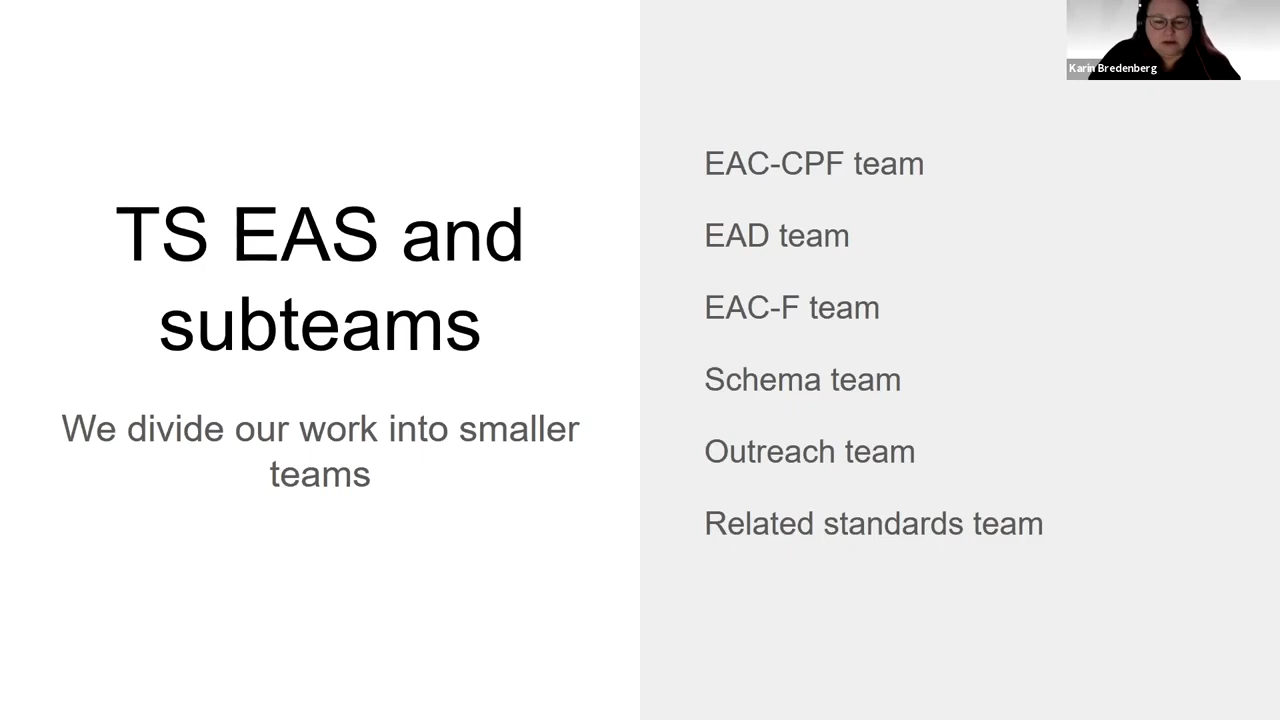 TS EAS and
subteams
We divide our work into smaller
teams
EAC-CPF team
EAD team
EAC-F team
Schema team
Outreach team
Related standards team
Karin Bredenberg